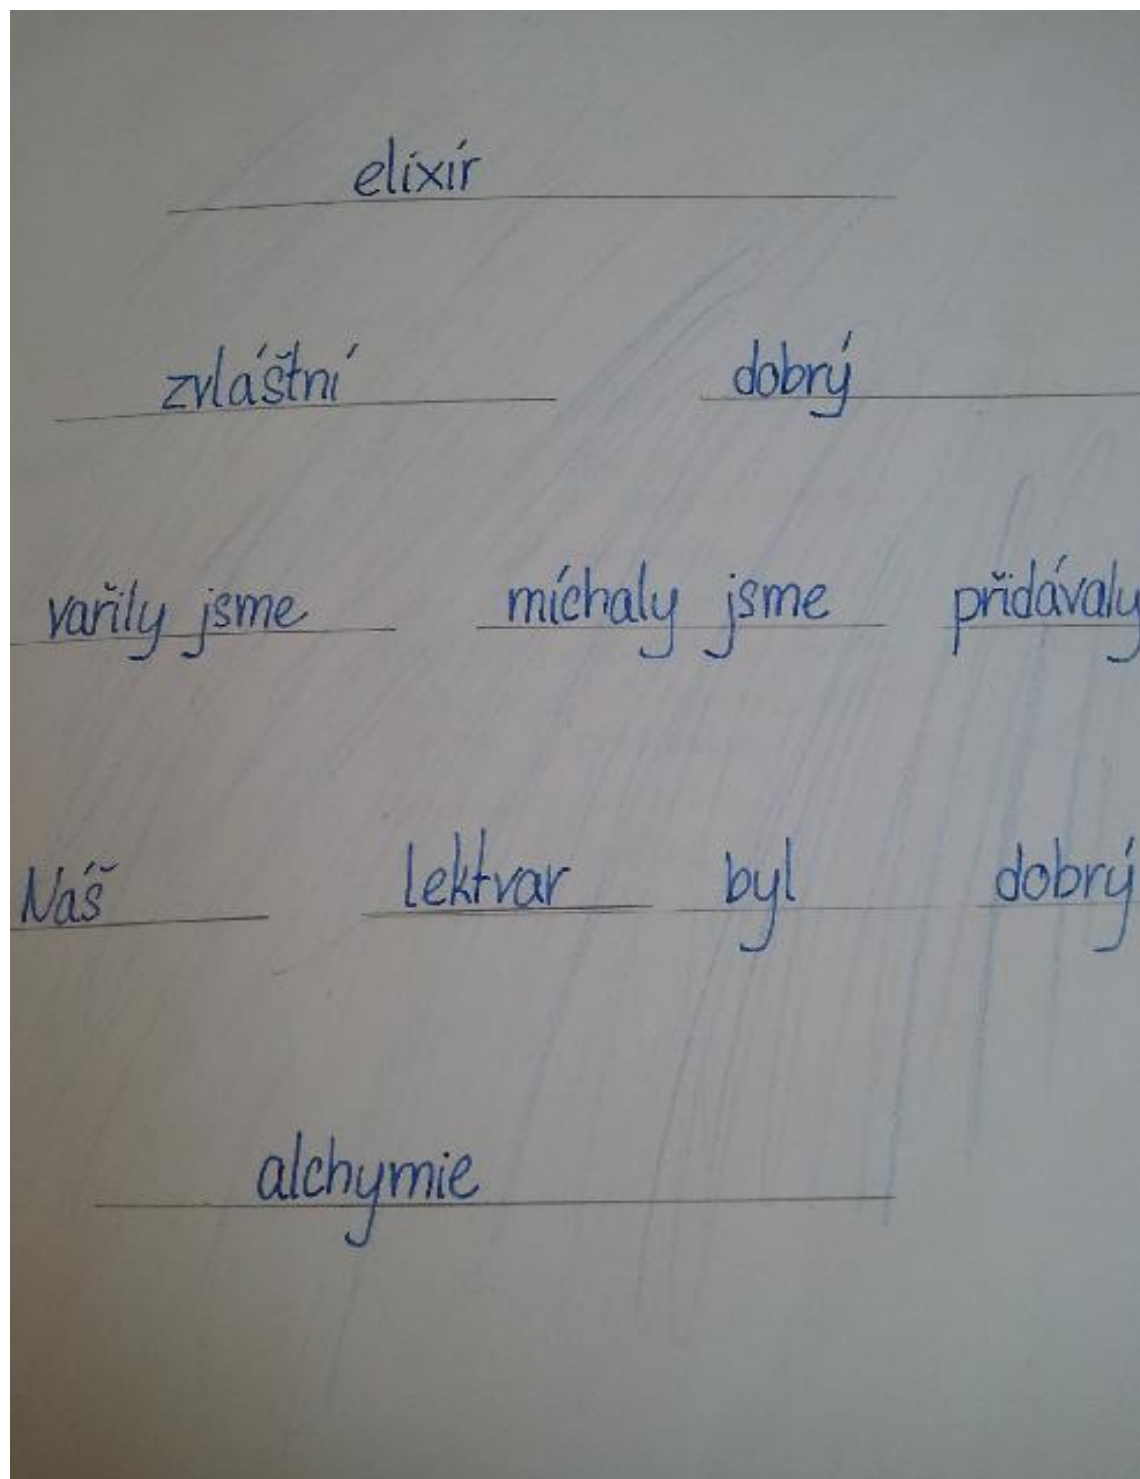 elixír
zvláštní dobrý
vařily jsme míchaly jsme přidávaly
Náš lektvar byl dobrý
alchymie